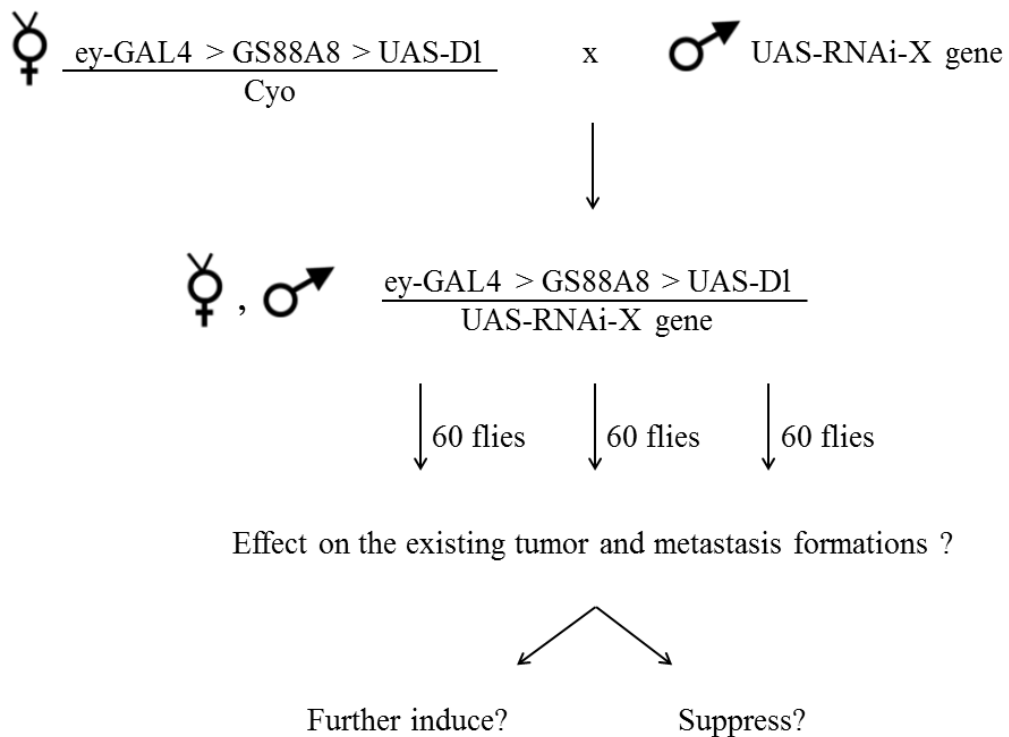 ey-GAL4 > GS88A8 > UAS-Dl x UAS-RNAi-X gene
Cyo
, ey-GAL4 > GS88A8 > UAS-Dl
UAS-RNAi-X gene
60 flies 60 flies 60 flies
Effect on the existing tumor and metastasis formations ?
Further induce? Suppress?